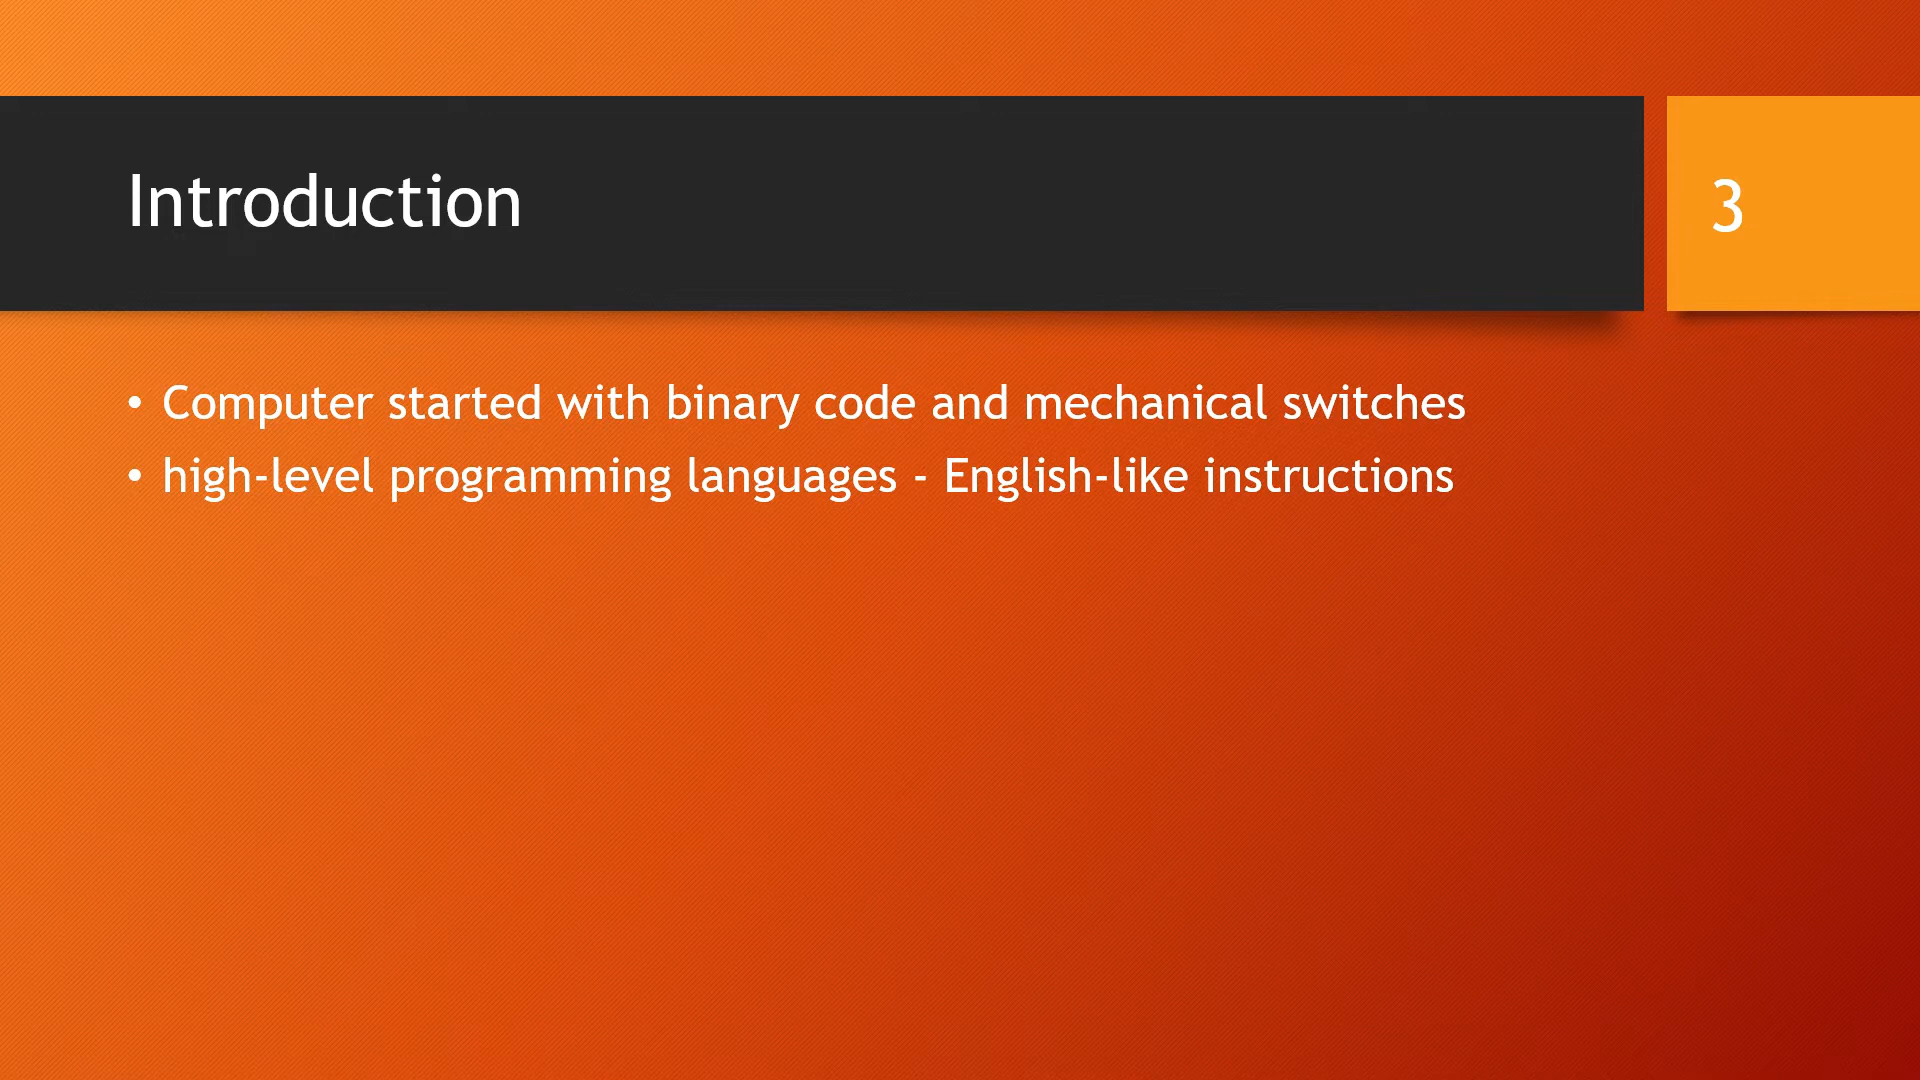 Introduction
3
• Computer started with binary code and mechanical switches
• high-level programming languages - English-like instructions